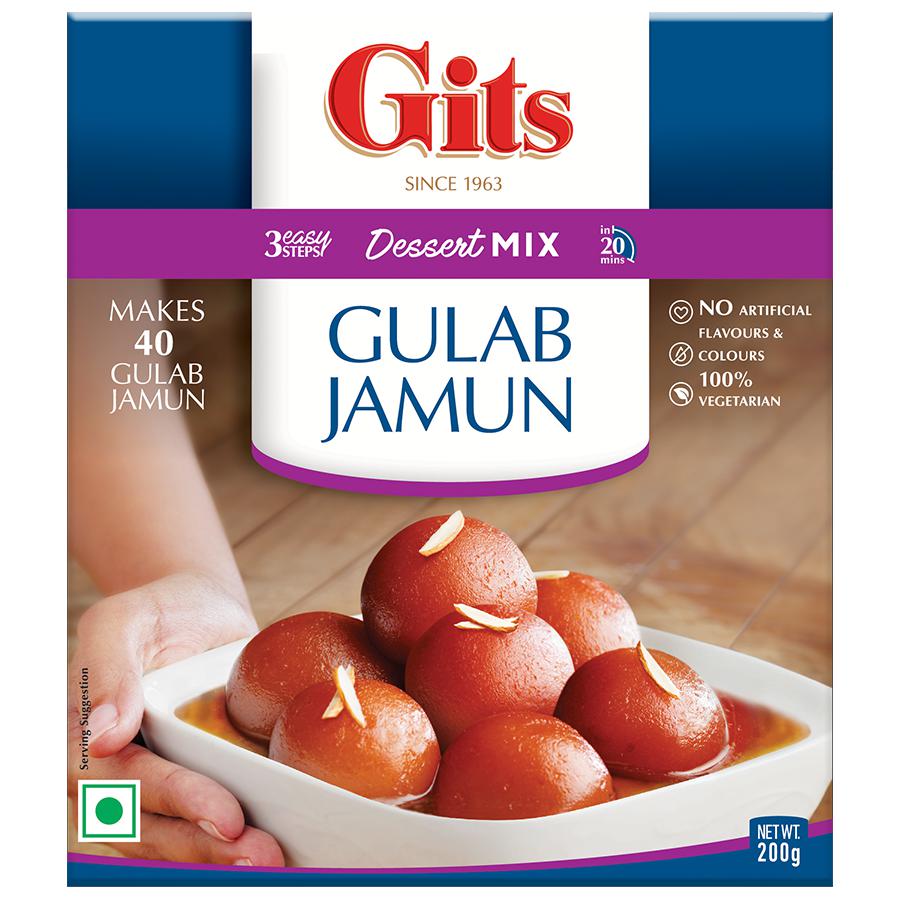 Gits
SINCE 1963
3 easy STEPS
Dessert MIX
in 20 mins
MAKES
40
GULAB
JAMUN
GULAB
JAMUN
NO ARTIFICIAL
FLAVOURS &
COLOURS
100%
VEGETARIAN
Serving Suggestion
NET WT.
200g